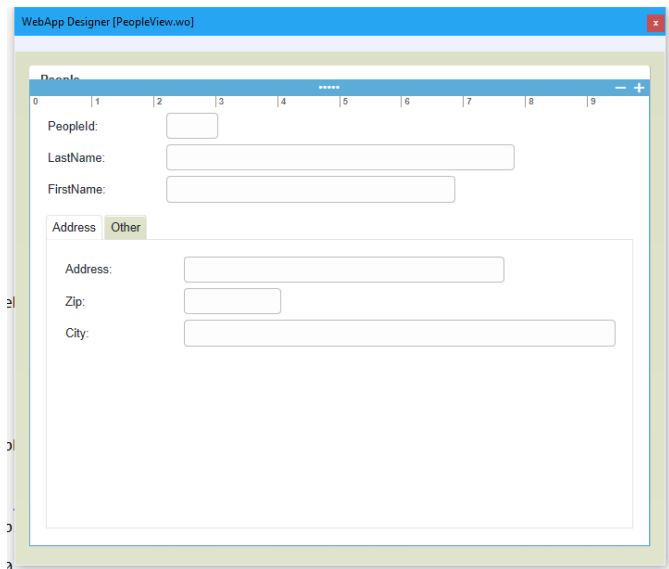 WebApp Designer [PeopleView.wo] x
People
0 1 2 3 4 5 6 7 8 9
PeopleId:
LastName:
FirstName:
Address Other
Address:
Zip:
City: